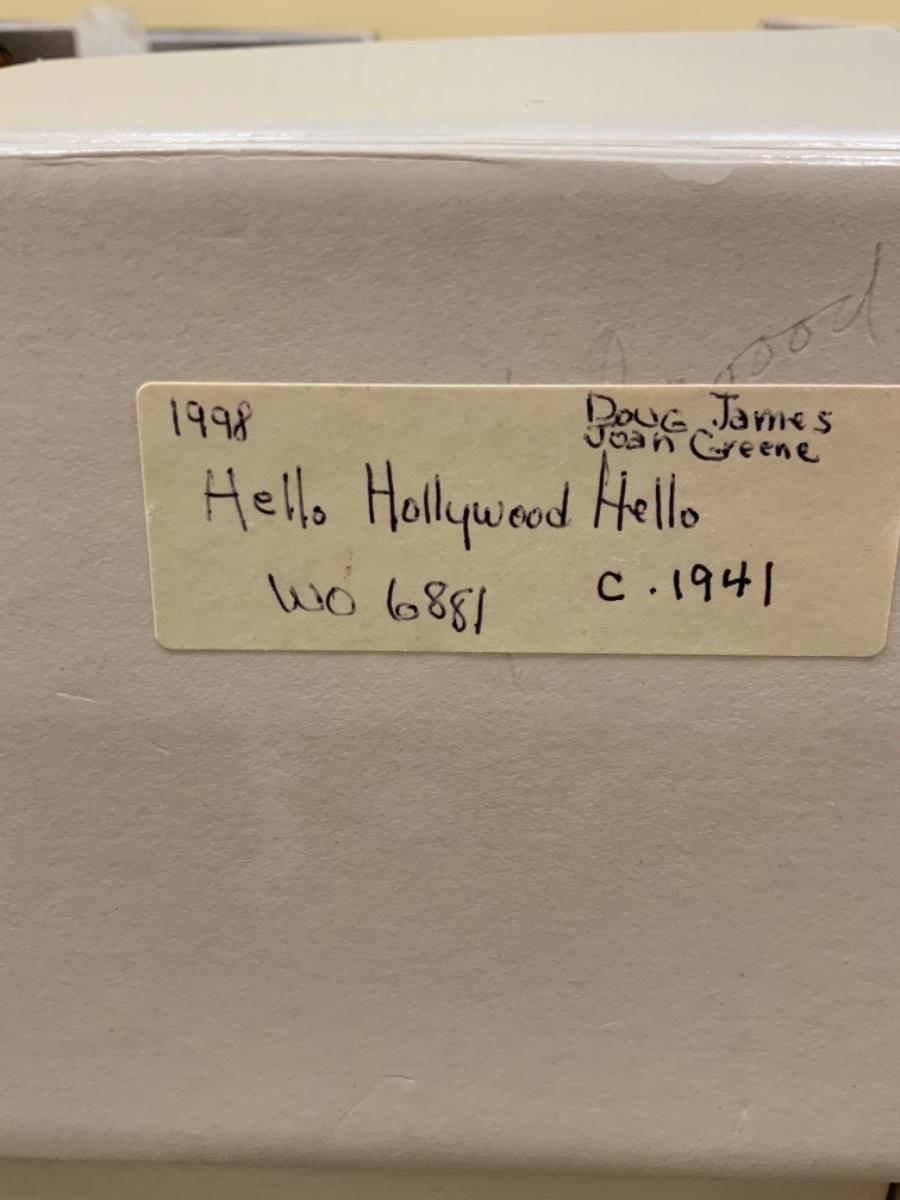 1998
Doug James
Joan Greene
Hello Hollywood Hello
WO 6881
c. 1941